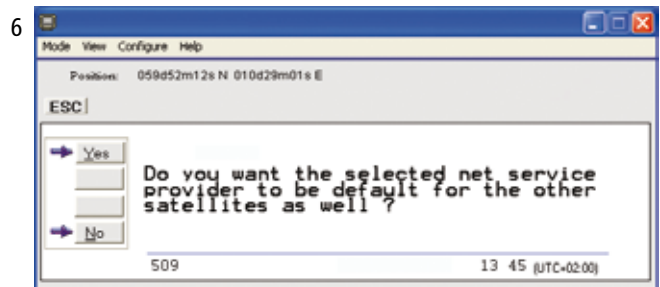 6
Mode View Configure Help
Position: 059d52m12s N 010d29m01s E
ESC
Yes
Do you want the selected net service
provider to be default for the other
satellites as well ?
No
509 13 45 (UTC+02:00)